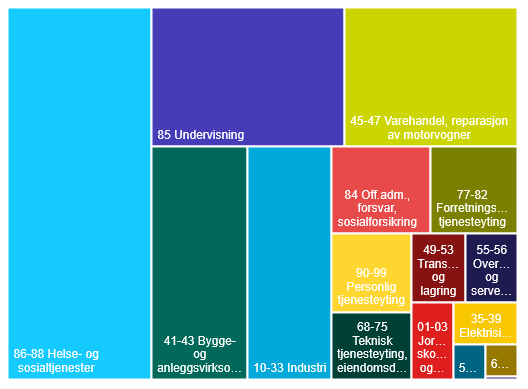 86-88 Helse- og
sosialtjenester
85 Undervisning
45-47 Varehandel, reparasjon
av motorvogner
41-43 Bygge-
og
anleggsvirkso…
10-33 Industri
84 Off.adm.,
forsvar,
sosialforsikring
77-82
Forretnings…
tjenesteyting
90-99
Personlig
tjenesteyting
49-53
Trans…
og
lagring
55-56
Over…
og
serve…
68-75
Teknisk
tjenesteyting,
eiendomsd…
01-03
Jor…
sko…
og…
35-39
Elektrisi…
5…
6…